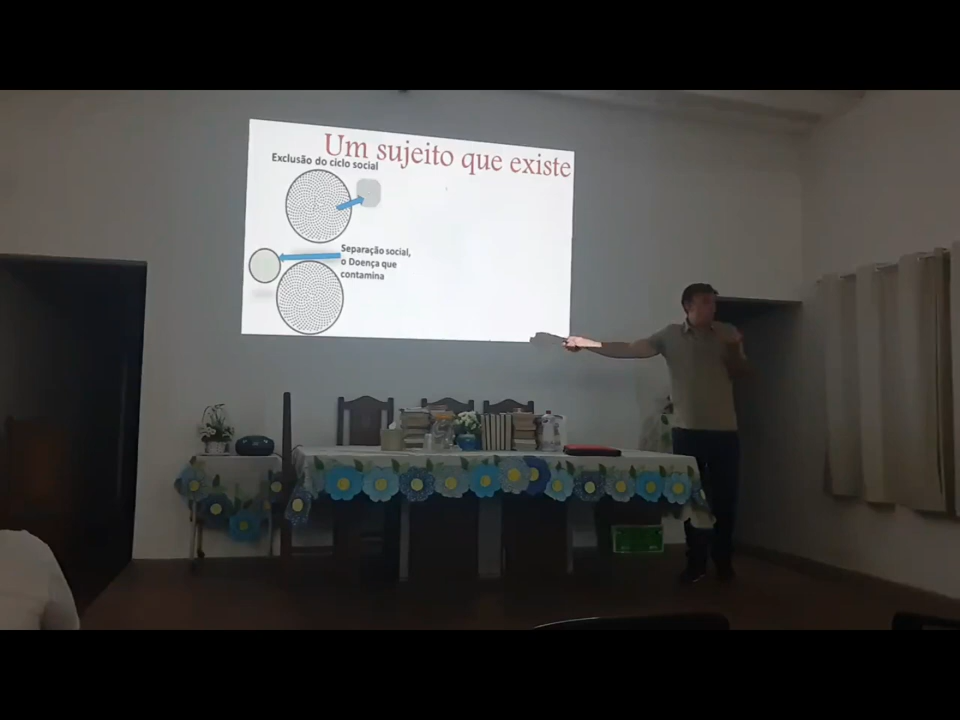 Um sujeito que existe
Exclusão do ciclo social
Separação social,
o Doença que
contamina